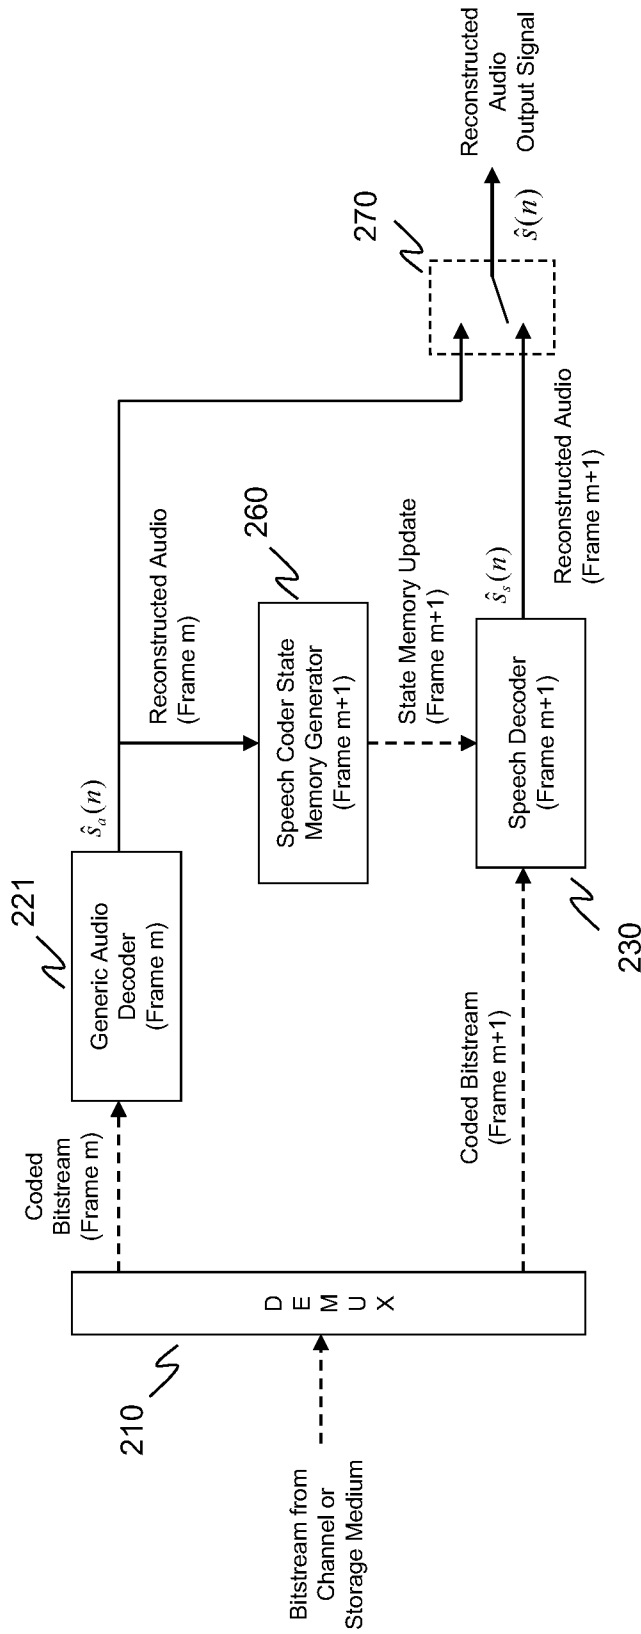 Bitstream from
Channel or
Storage Medium
210
D
E
M
U
X
Coded
Bitstream
(Frame m)
221
Generic Audio
Decoder
(Frame m)
ŝₐ(n)
Reconstructed Audio
(Frame m)
260
Speech Coder State
Memory Generator
(Frame m+1)
State Memory Update
(Frame m+1)
Coded Bitstream
(Frame m+1)
230
Speech Decoder
(Frame m+1)
ŝₛ(n)
Reconstructed Audio
(Frame m+1)
270
ŝ(n)
Reconstructed
Audio
Output Signal